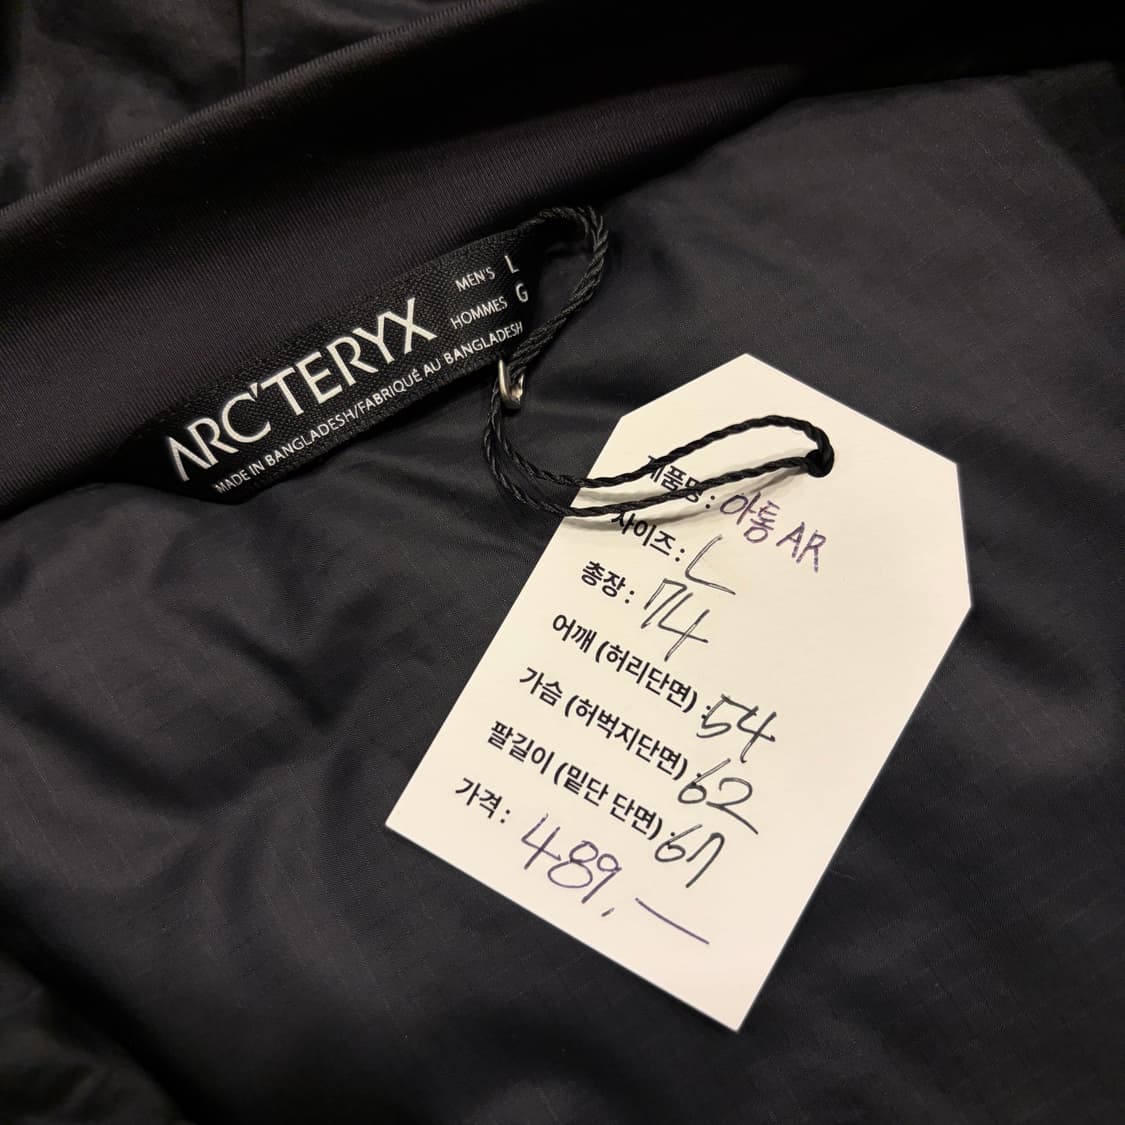 ARC'TERYX
MEN'S L
HOMMES G
MADE IN BANGLADESH/FABRIQUÉ AU BANGLADESH
제품명 : 아톰 AR
사이즈 : L
총장 : 74
어깨 (허리단면) : 54
가슴 (허벅지단면) : 62
팔길이 (밑단 단면) : 67
가격 : 489,—